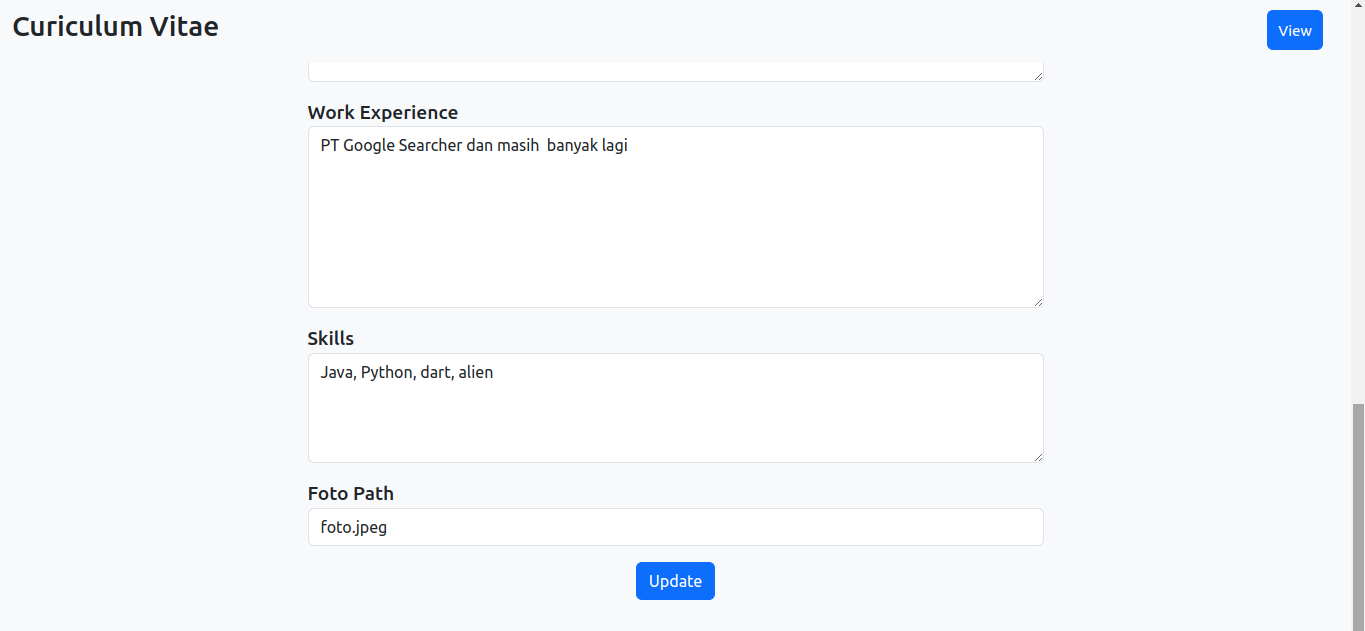 Curiculum Vitae
View
Work Experience
PT Google Searcher dan masih  banyak lagi
Skills
Java, Python, dart, alien
Foto Path
foto.jpeg
Update